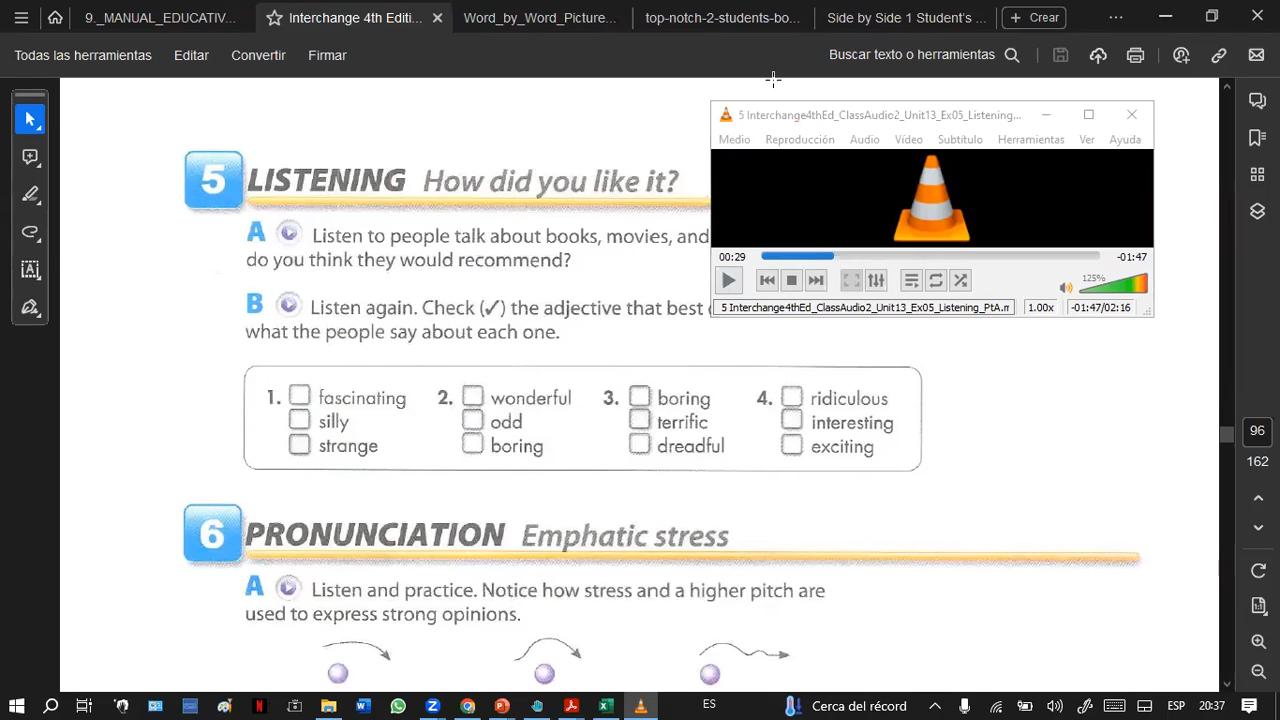 9._MANUAL_EDUCATIV...
Interchange 4th Editi...
Word_by_Word_Picture...
top-notch-2-students-bo...
Side by Side 1 Student's ...
Crear
Todas las herramientas
Editar
Convertir
Firmar
Buscar texto o herramientas
5 Interchange4thEd_ClassAudio2_Unit13_Ex05_Listening...
Medio Reproducción Audio Vídeo Subtítulo Herramientas Ver Ayuda
00:29
-01:47
125%
5 Interchange4thEd_ClassAudio2_Unit13_Ex05_Listening_PtA.m
1.00x
-01:47/02:16
5 LISTENING How did you like it?
A Listen to people talk about books, movies, and
do you think they would recommend?
B Listen again. Check (✓) the adjective that best
what the people say about each one.
1. fascinating 2. wonderful 3. boring 4. ridiculous
silly odd terrific interesting
strange boring dreadful exciting
6 PRONUNCIATION Emphatic stress
A Listen and practice. Notice how stress and a higher pitch are
used to express strong opinions.
96
162
ES
Cerca del récord
ESP
20:37